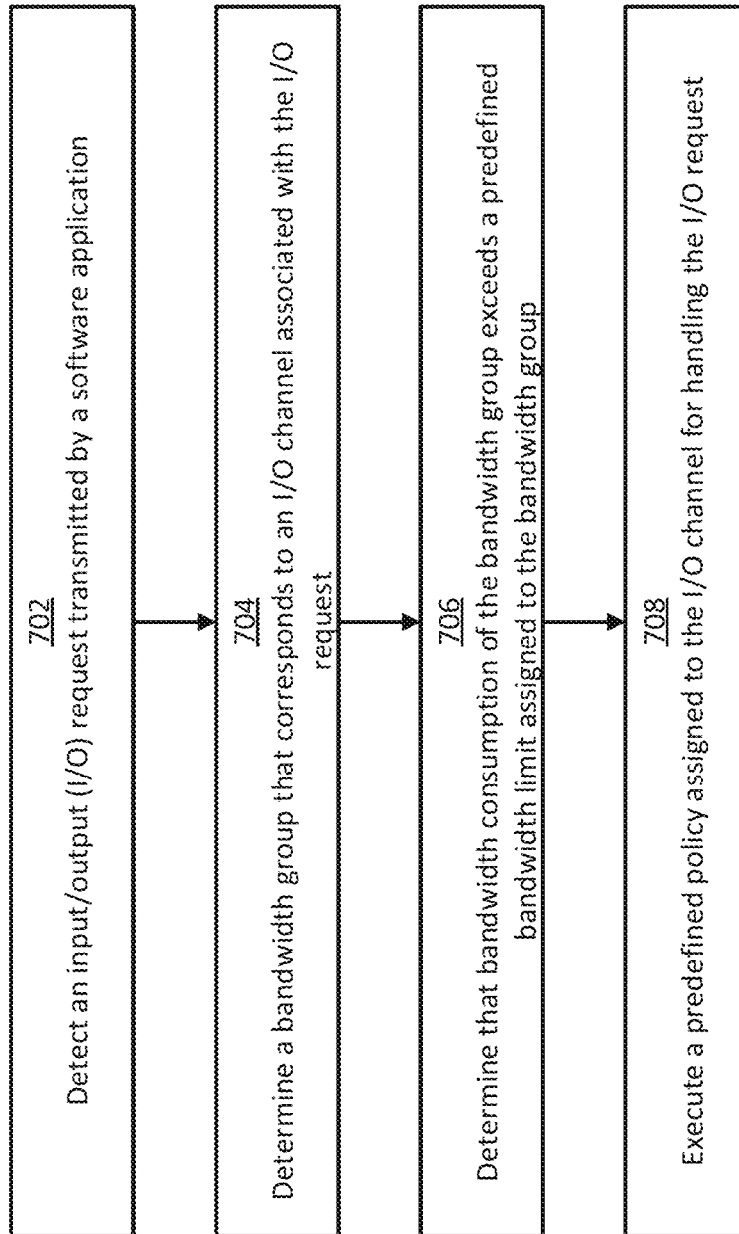 702
Detect an input/output (I/O) request transmitted by a software application
704
Determine a bandwidth group that corresponds to an I/O channel associated with the I/O
request
706
Determine that bandwidth consumption of the bandwidth group exceeds a predefined
bandwidth limit assigned to the bandwidth group
708
Execute a predefined policy assigned to the I/O channel for handling the I/O request